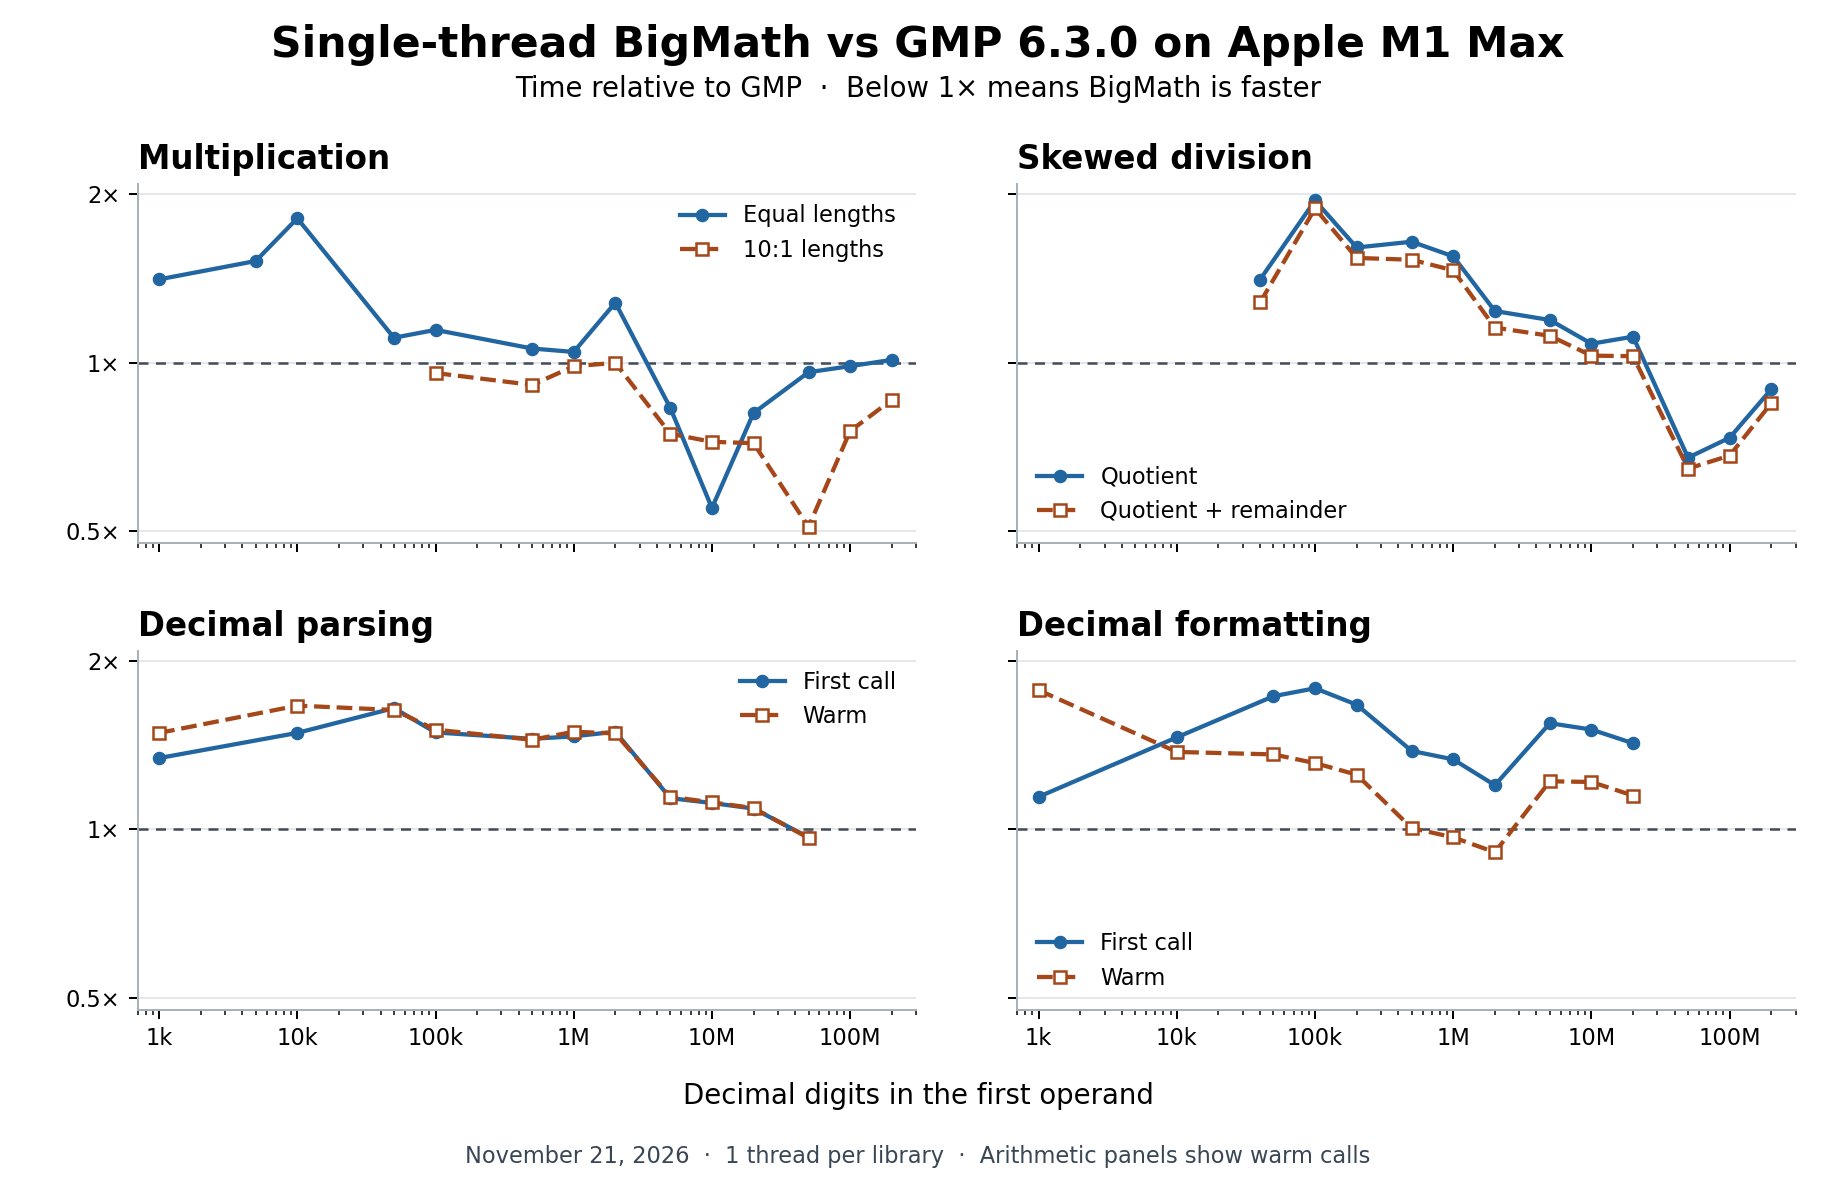 Single-thread BigMath vs GMP 6.3.0 on Apple M1 Max
Time relative to GMP · Below 1× means BigMath is faster
Multiplication
2×
1×
0.5×
Equal lengths
10:1 lengths
Skewed division
Quotient
Quotient + remainder
Decimal parsing
2×
1×
0.5×
First call
Warm
1k 10k 100k 1M 10M 100M
Decimal formatting
First call
Warm
1k 10k 100k 1M 10M 100M
Decimal digits in the first operand
November 21, 2026 · 1 thread per library · Arithmetic panels show warm calls